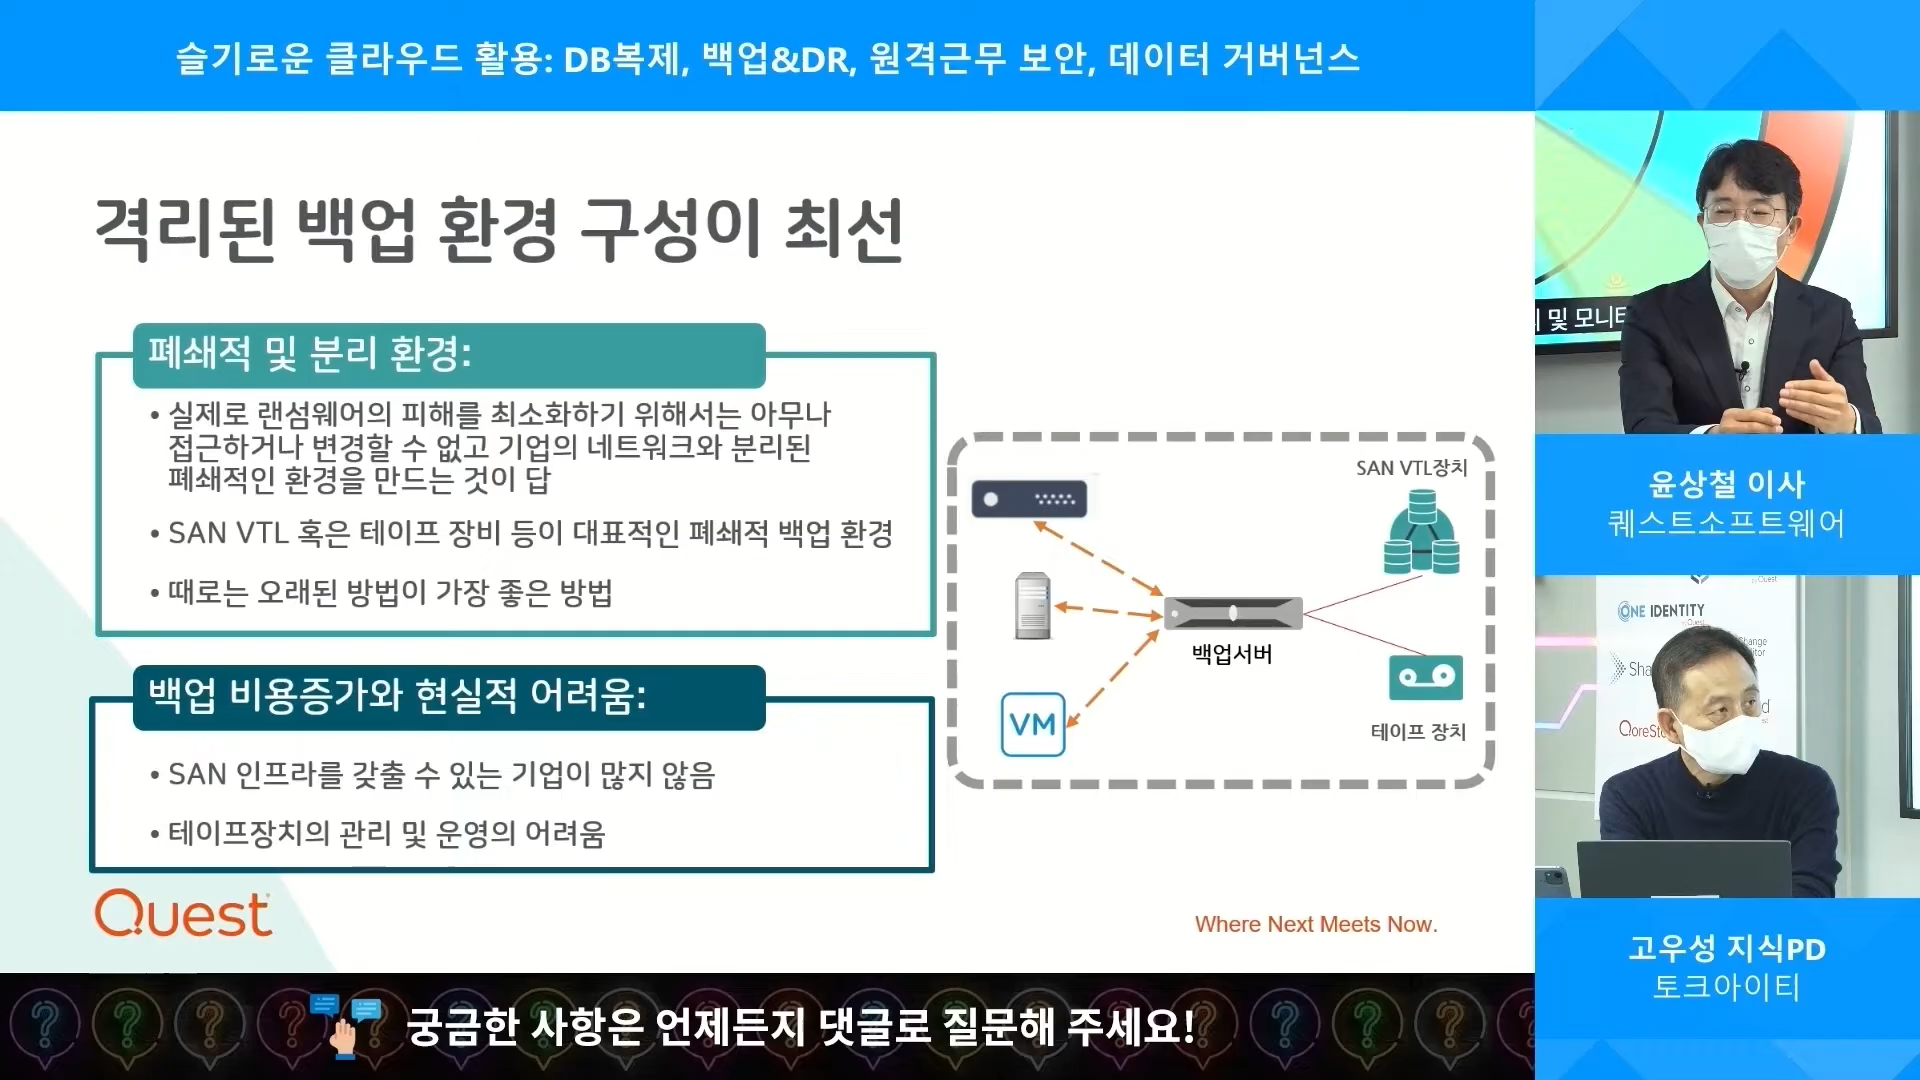 슬기로운 클라우드 활용: DB복제, 백업&DR, 원격근무 보안, 데이터 거버넌스
격리된 백업 환경 구성이 최선
폐쇄적 및 분리 환경:
• 실제로 랜섬웨어의 피해를 최소화하기 위해서는 아무나
접근하거나 변경할 수 없고 기업의 네트워크와 분리된
폐쇄적인 환경을 만드는 것이 답
• SAN VTL 혹은 테이프 장비 등이 대표적인 폐쇄적 백업 환경
• 때로는 오래된 방법이 가장 좋은 방법
백업 비용증가와 현실적 어려움:
• SAN 인프라를 갖출 수 있는 기업이 많지 않음
• 테이프장치의 관리 및 운영의 어려움
SAN VTL장치
백업서버
VM
테이프 장치
Quest
Where Next Meets Now.
및 모니터
윤상철 이사
퀘스트소프트웨어
by Quest
ONE IDENTITY
by Quest
Change
Sha
QoreSto
고우성 지식PD
토크아이티
궁금한 사항은 언제든지 댓글로 질문해 주세요!